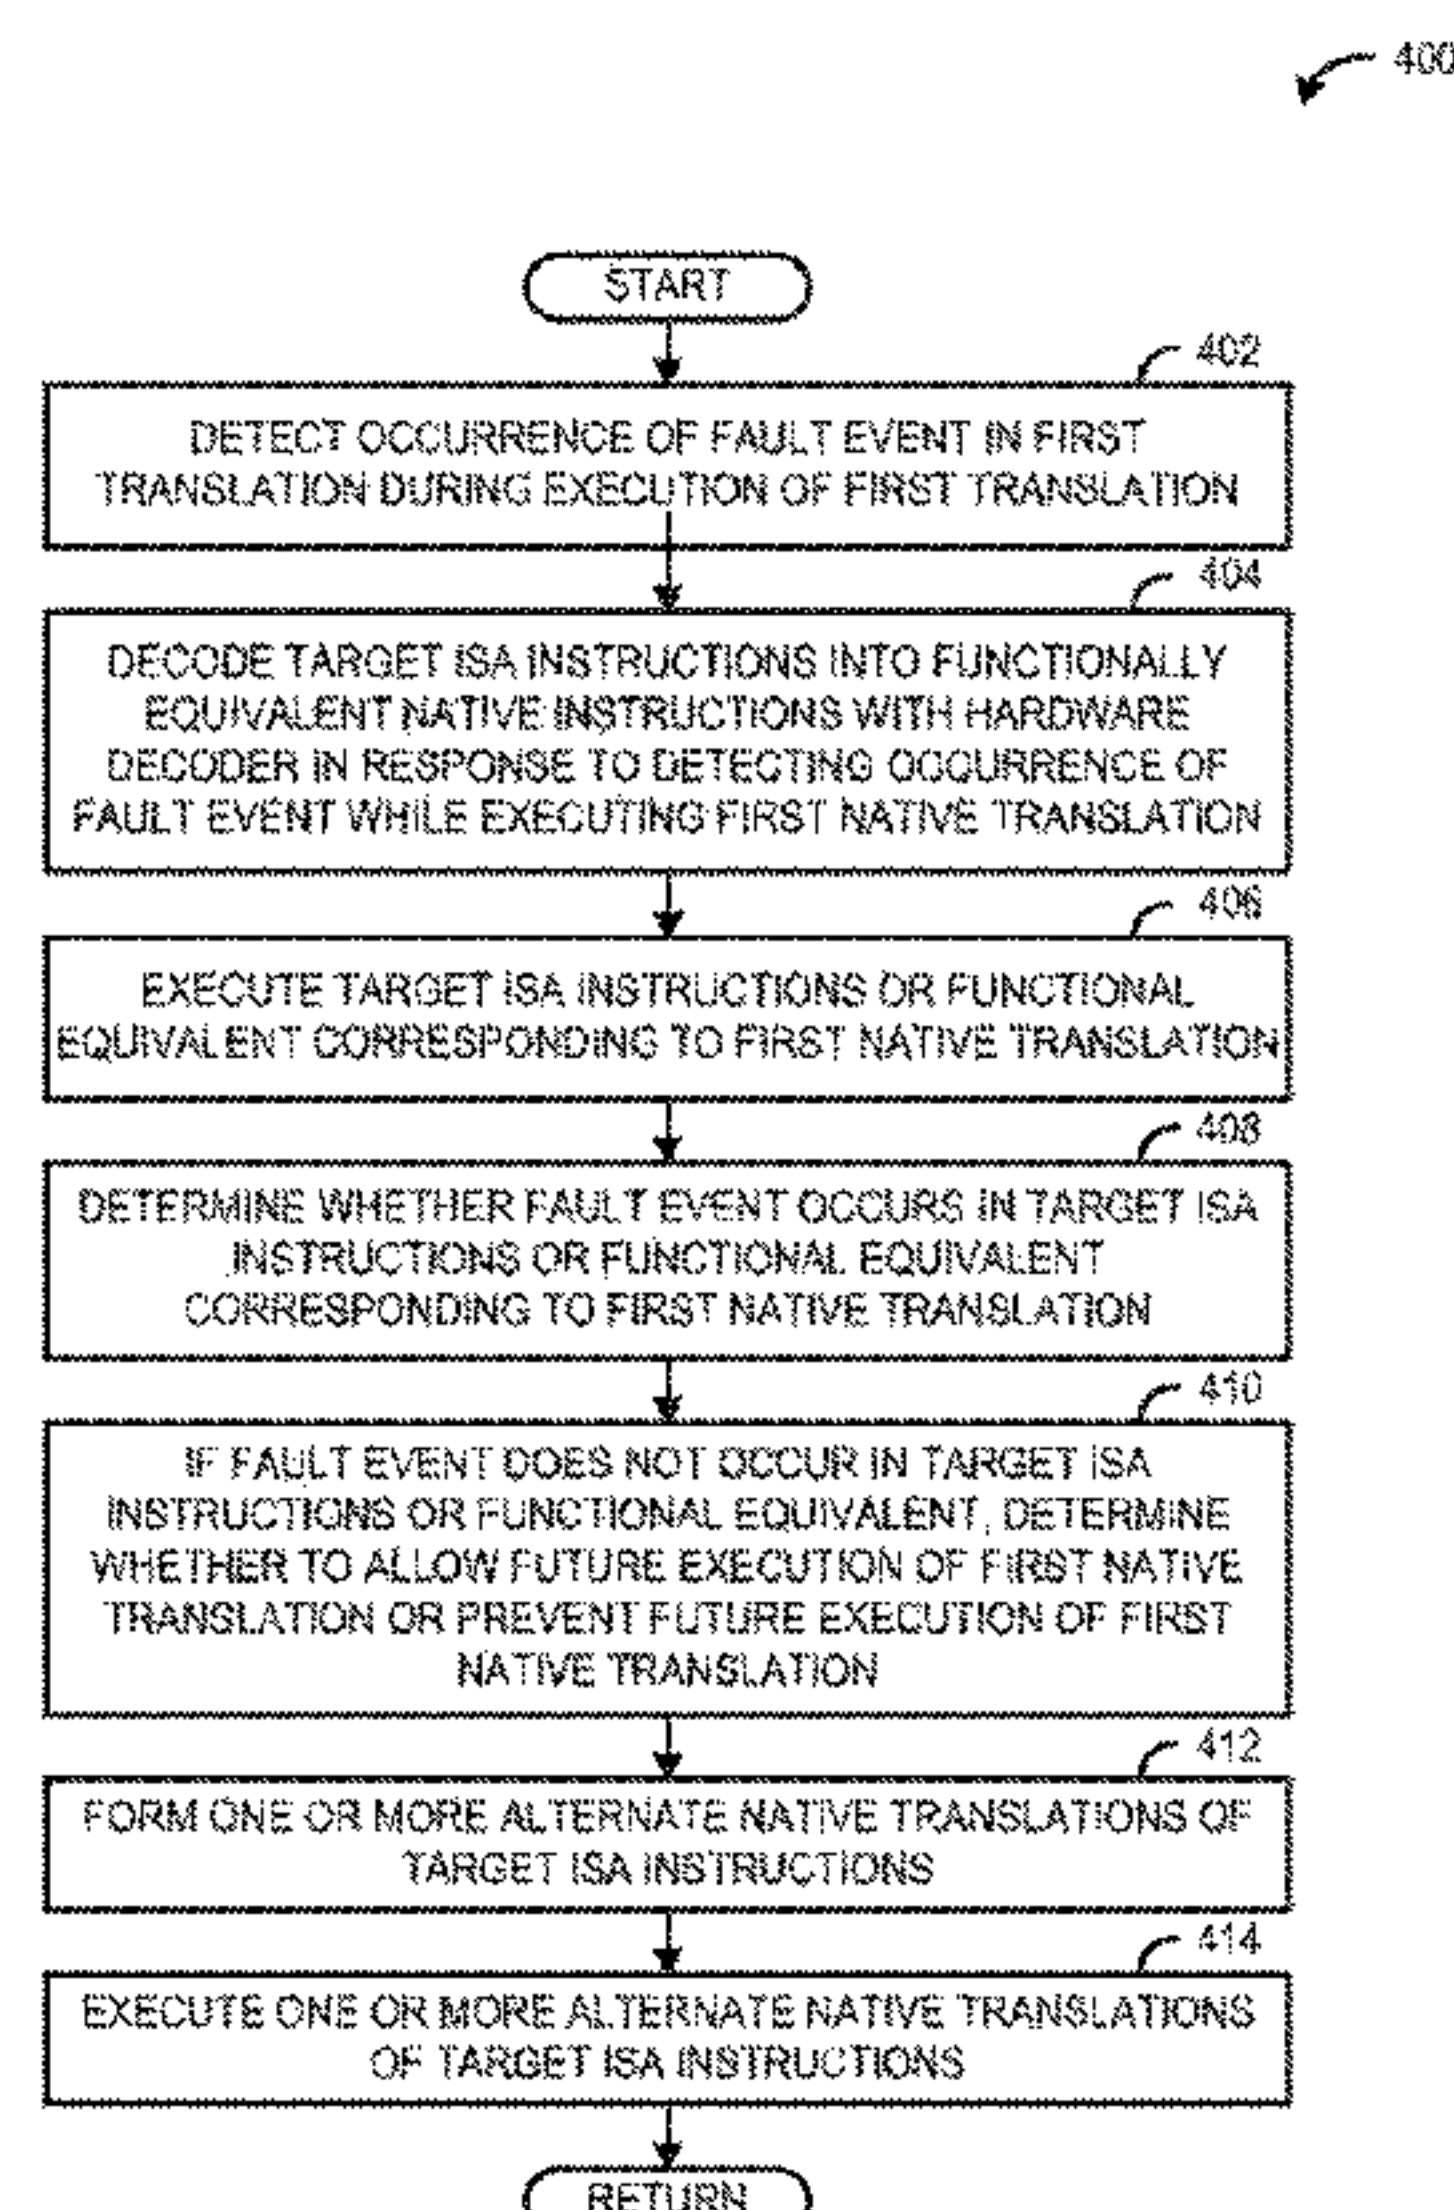 400
START
402
DETECT OCCURRENCE OF FAULT EVENT IN FIRST
TRANSLATION DURING EXECUTION OF FIRST TRANSLATION
404
DECODE TARGET ISA INSTRUCTIONS INTO FUNCTIONALLY
EQUIVALENT NATIVE INSTRUCTIONS WITH HARDWARE
DECODER IN RESPONSE TO DETECTING OCCURRENCE OF
FAULT EVENT WHILE EXECUTING FIRST NATIVE TRANSLATION
406
EXECUTE TARGET ISA INSTRUCTIONS OR FUNCTIONAL
EQUIVALENT CORRESPONDING TO FIRST NATIVE TRANSLATION
408
DETERMINE WHETHER FAULT EVENT OCCURS IN TARGET ISA
INSTRUCTIONS OR FUNCTIONAL EQUIVALENT
CORRESPONDING TO FIRST NATIVE TRANSLATION
410
IF FAULT EVENT DOES NOT OCCUR IN TARGET ISA
INSTRUCTIONS OR FUNCTIONAL EQUIVALENT, DETERMINE
WHETHER TO ALLOW FUTURE EXECUTION OF FIRST NATIVE
TRANSLATION OR PREVENT FUTURE EXECUTION OF FIRST
NATIVE TRANSLATION
412
FORM ONE OR MORE ALTERNATE NATIVE TRANSLATIONS OF
TARGET ISA INSTRUCTIONS
414
EXECUTE ONE OR MORE ALTERNATE NATIVE TRANSLATIONS
OF TARGET ISA INSTRUCTIONS
RETURN